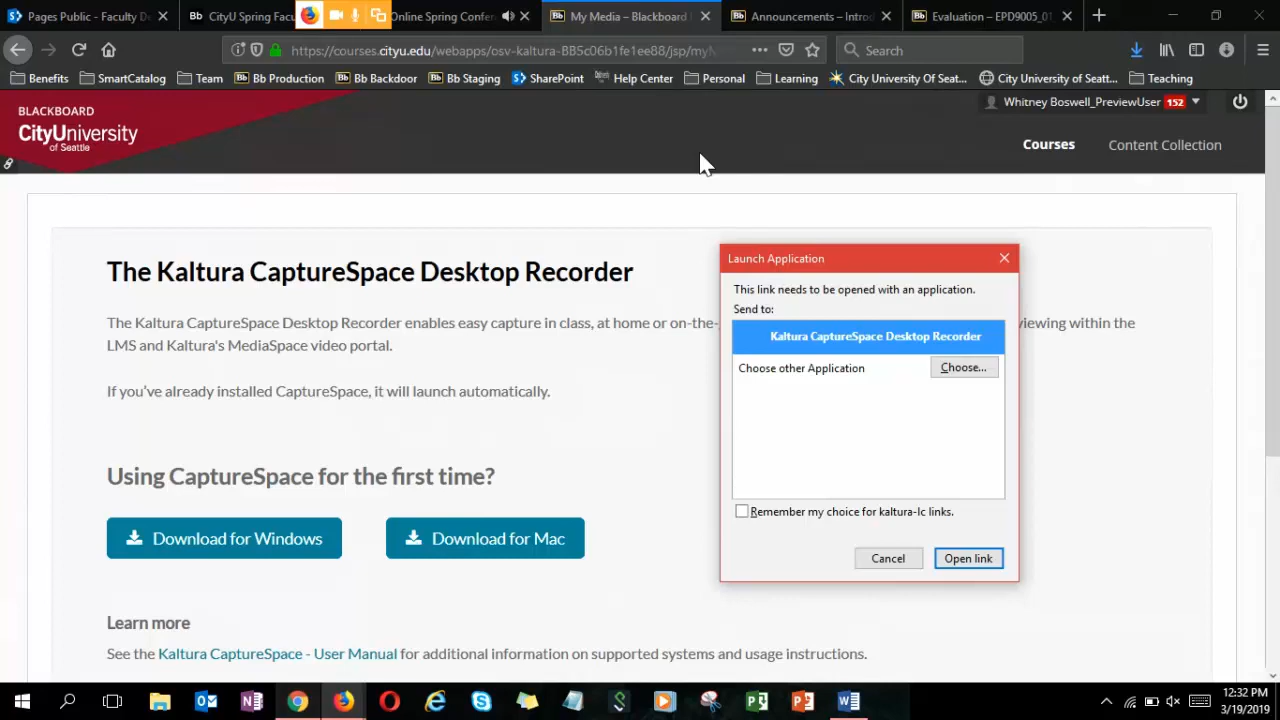 Pages Public - Faculty De
CityU Spring Facu
Online Spring Confer
My Media – Blackboard
Announcements – Introd
Evaluation – EPD9005_01
https://courses.cityu.edu/webapps/osv-kaltura-BB5c06b1fe1ee88/jsp/myM
Search
Benefits
SmartCatalog
Team
Bb Production
Bb Backdoor
Bb Staging
SharePoint
Help Center
Personal
Learning
City University Of Seat...
City University of Seatt...
Teaching
BLACKBOARD
CityUniversity
of Seattle
Whitney Boswell_PreviewUser 152
Courses
Content Collection
The Kaltura CaptureSpace Desktop Recorder
The Kaltura CaptureSpace Desktop Recorder enables easy capture in class, at home or on-the- viewing within the
LMS and Kaltura's MediaSpace video portal.
If you've already installed CaptureSpace, it will launch automatically.
Using CaptureSpace for the first time?
Download for Windows
Download for Mac
Learn more
See the Kaltura CaptureSpace - User Manual for additional information on supported systems and usage instructions.
Launch Application
This link needs to be opened with an application.
Send to:
Kaltura CaptureSpace Desktop Recorder
Choose other Application
Choose...
Remember my choice for kaltura-lc links.
Cancel
Open link
12:32 PM
3/19/2019